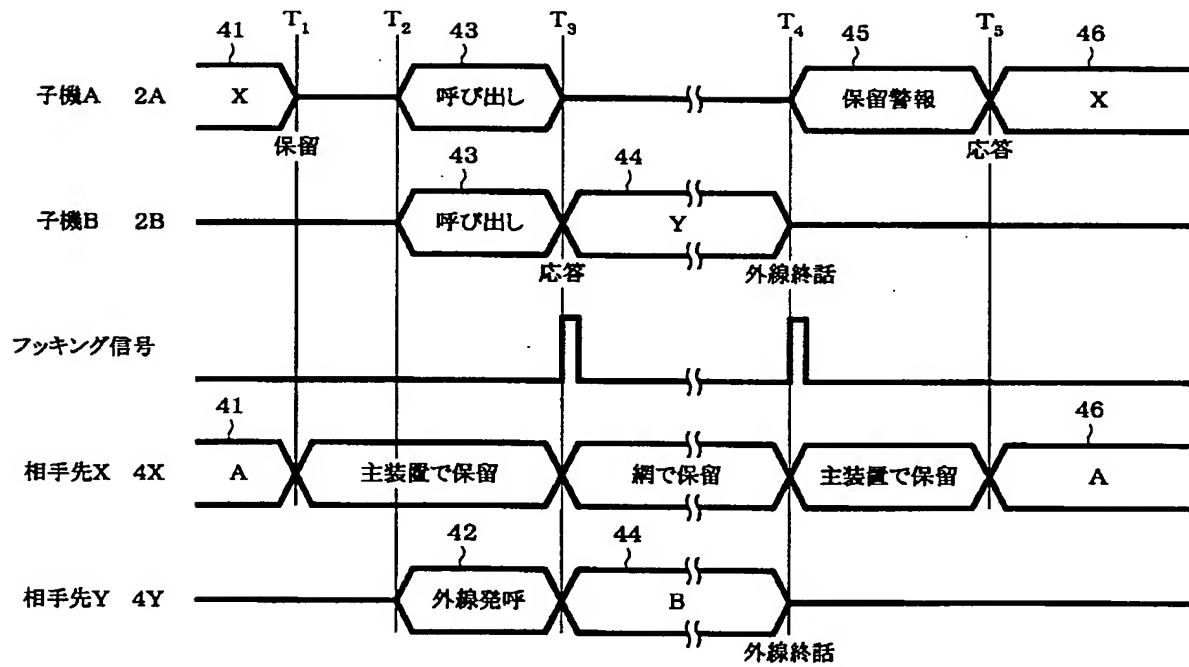 T₁ T₂ T₃ T₄ T₅
41 43 45 46
子機A 2A X 呼び出し 保留警報 X
保留 応答
43 44
子機B 2B 呼び出し Y
応答 外線終話
フッキング信号
41 46
相手先X 4X A 主装置で保留 網で保留 主装置で保留 A
42 44
相手先Y 4Y 外線発呼 B
外線終話